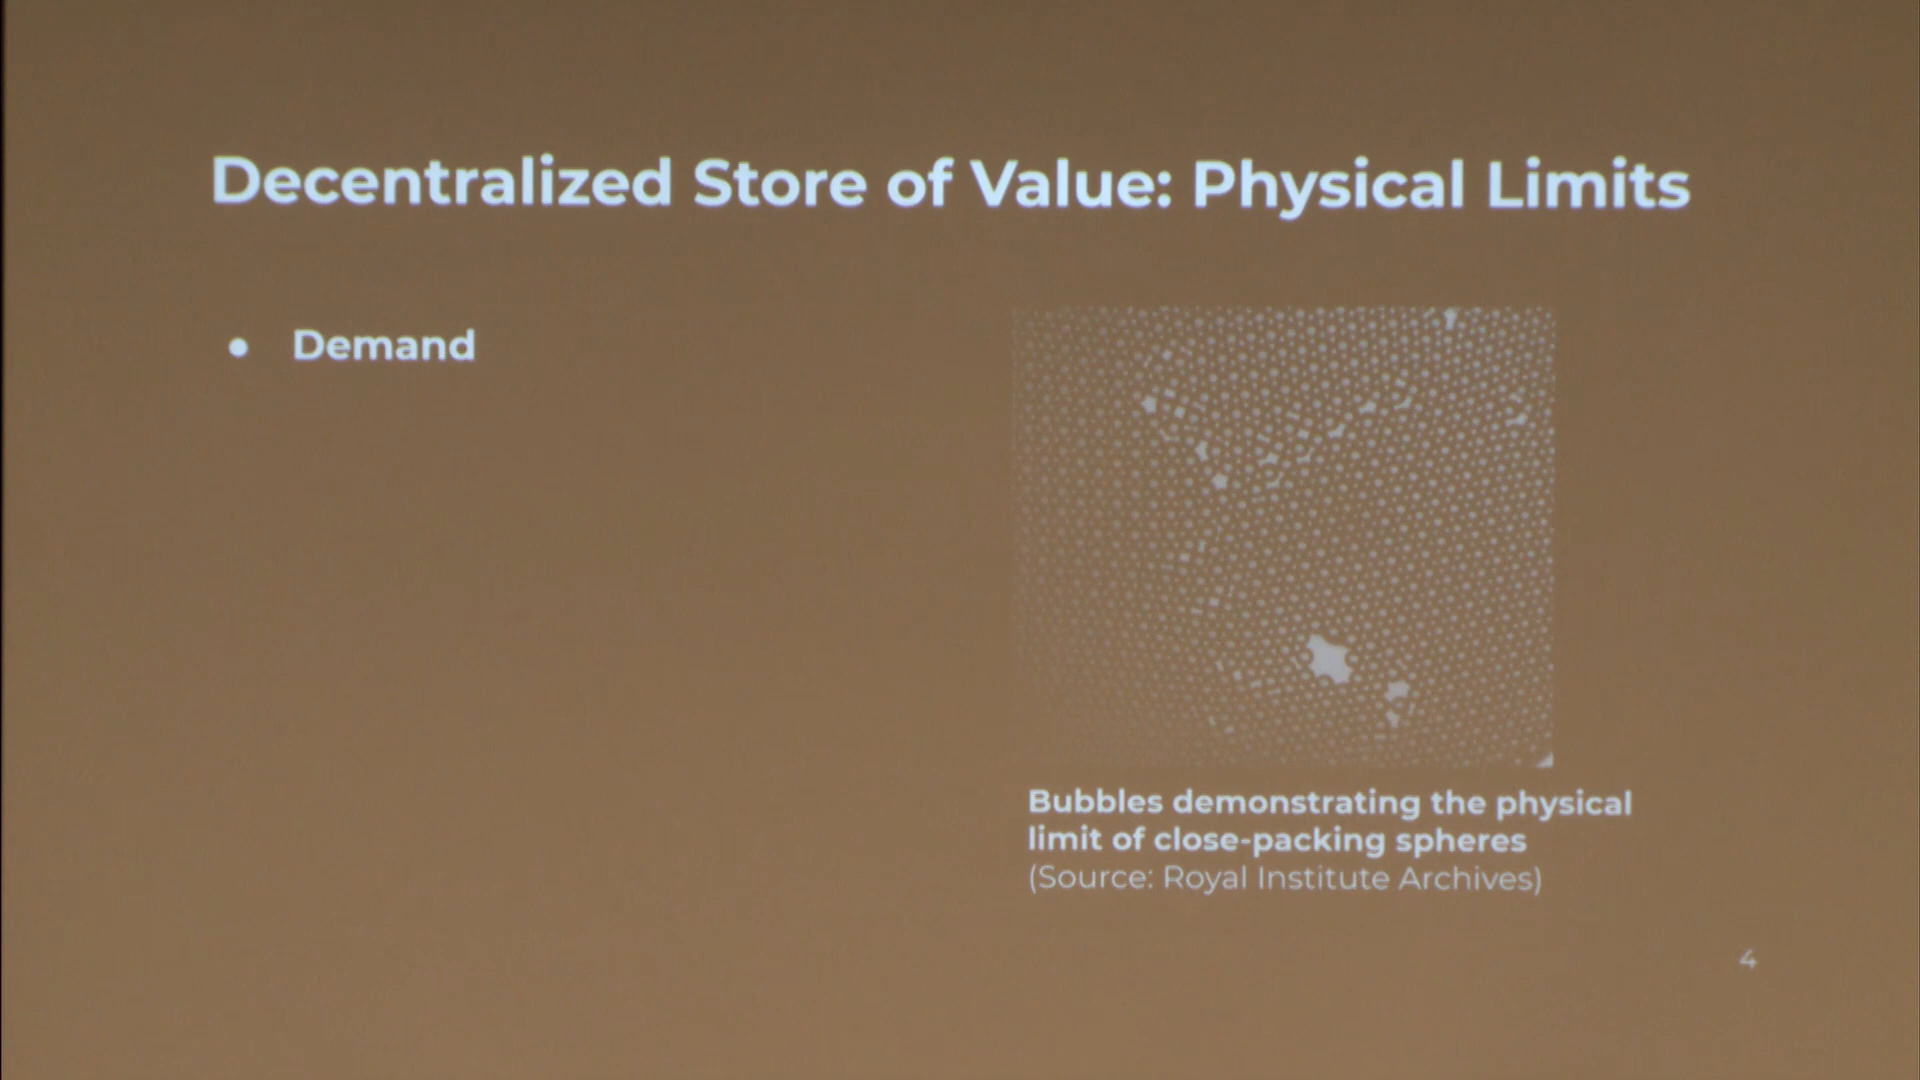 Decentralized Store of Value: Physical Limits
● Demand
Bubbles demonstrating the physical
limit of close-packing spheres
(Source: Royal Institute Archives)
4